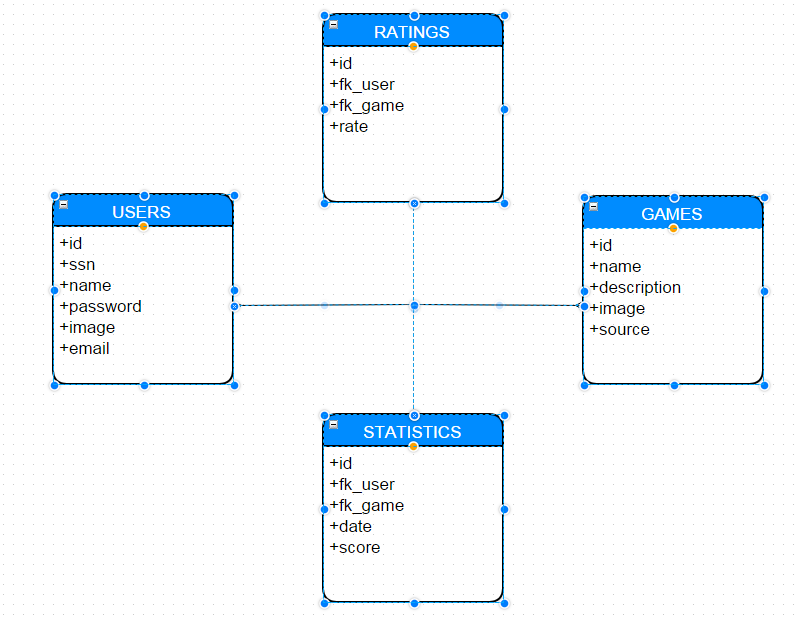 RATINGS
+id
+fk_user
+fk_game
+rate
USERS
+id
+ssn
+name
+password
+image
+email
GAMES
+id
+name
+description
+image
+source
STATISTICS
+id
+fk_user
+fk_game
+date
+score